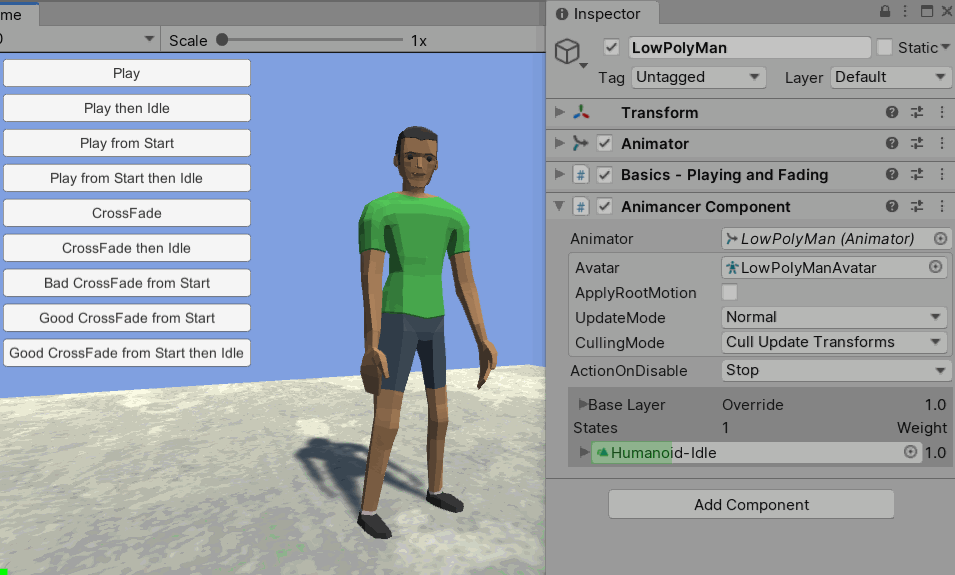 me
Scale 1x
Play
Play then Idle
Play from Start
Play from Start then Idle
CrossFade
CrossFade then Idle
Bad CrossFade from Start
Good CrossFade from Start
Good CrossFade from Start then Idle
Inspector
LowPolyMan Static
Tag Untagged Layer Default
Transform
Animator
# Basics - Playing and Fading
# Animancer Component
Animator LowPolyMan (Animator)
Avatar LowPolyManAvatar
ApplyRootMotion
UpdateMode Normal
CullingMode Cull Update Transforms
ActionOnDisable Stop
Base Layer Override 1.0
States 1 Weight
Humanoid-Idle 1.0
Add Component